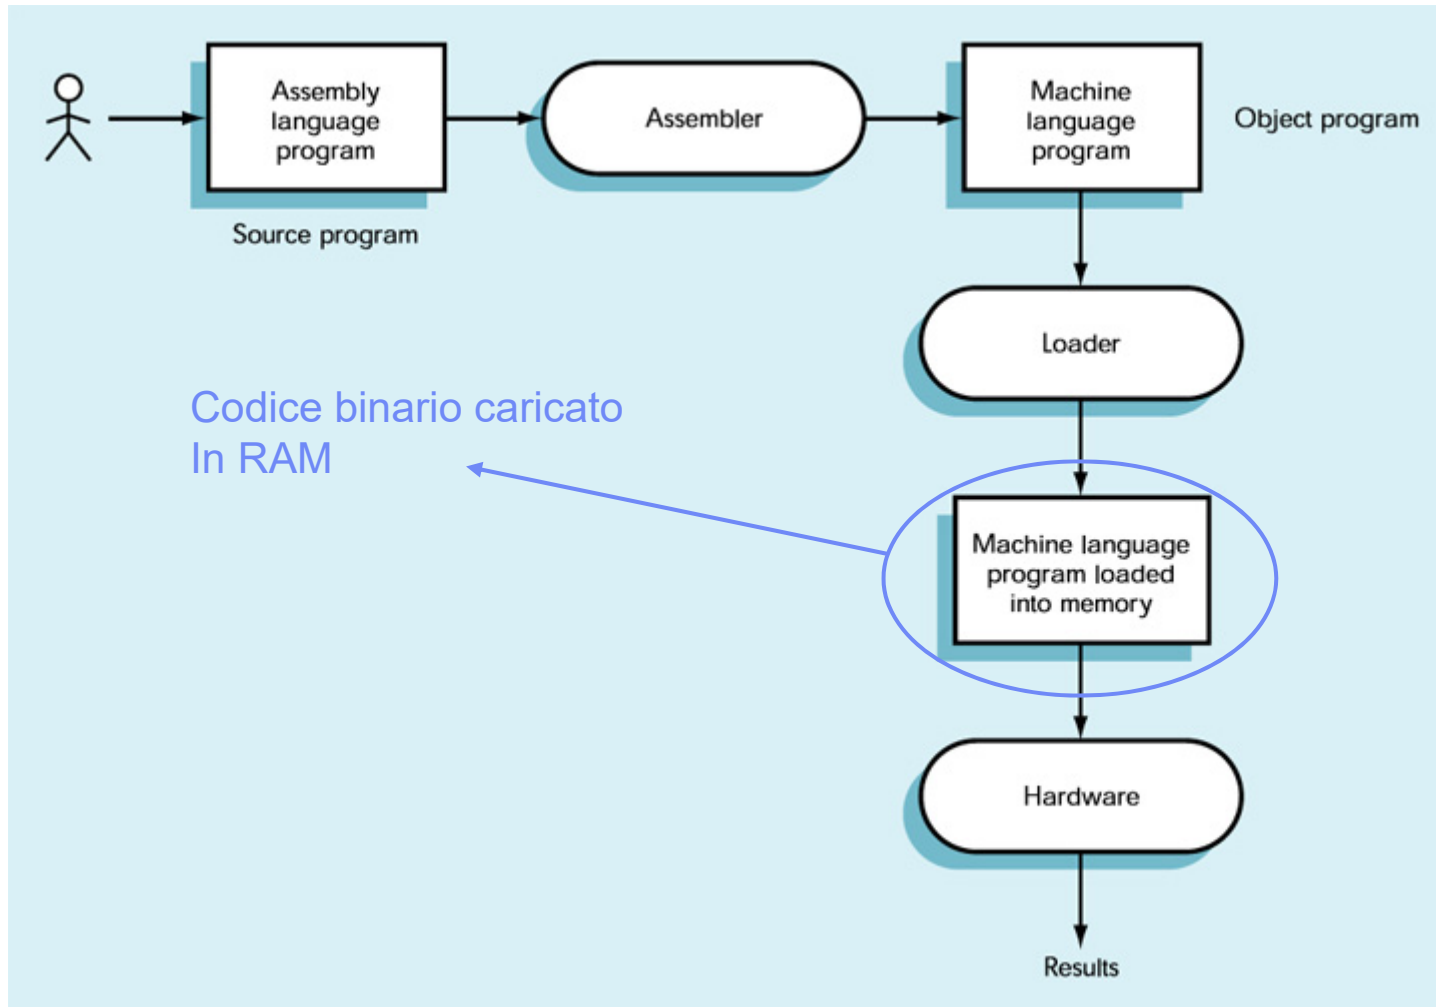 Assembly
language
program
Assembler
Machine
language
program
Object program
Source program
Loader
Codice binario caricato
In RAM
Machine language
program loaded
into memory
Hardware
Results